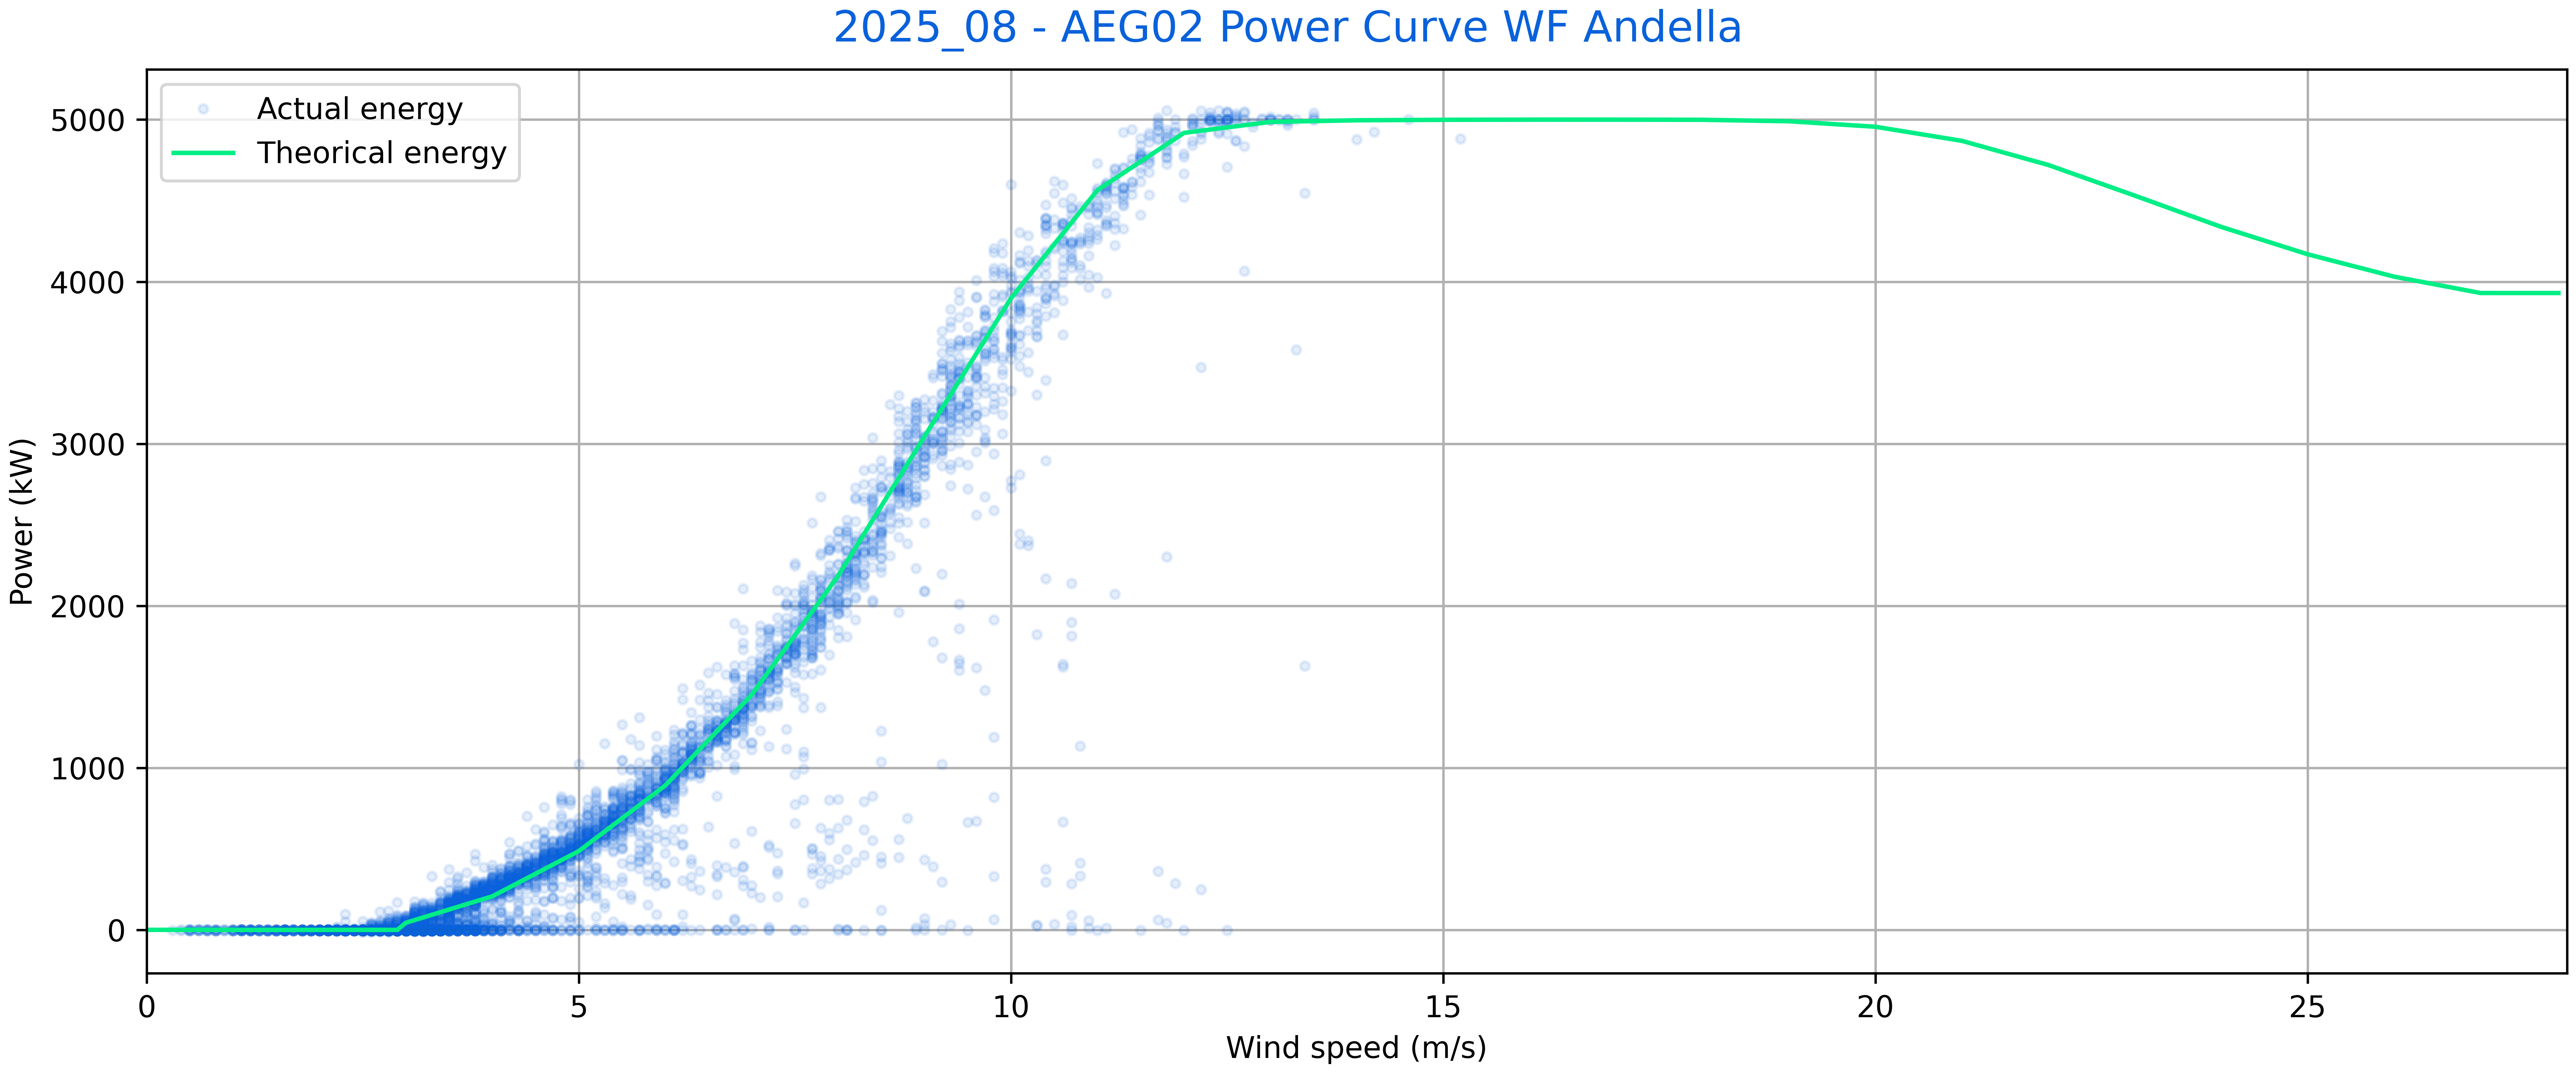 2025_08 - AEG02 Power Curve WF Andella
Actual energy
Theorical energy
5000
4000
3000
2000
1000
0
Power (kW)
0 5 10 15 20 25
Wind speed (m/s)